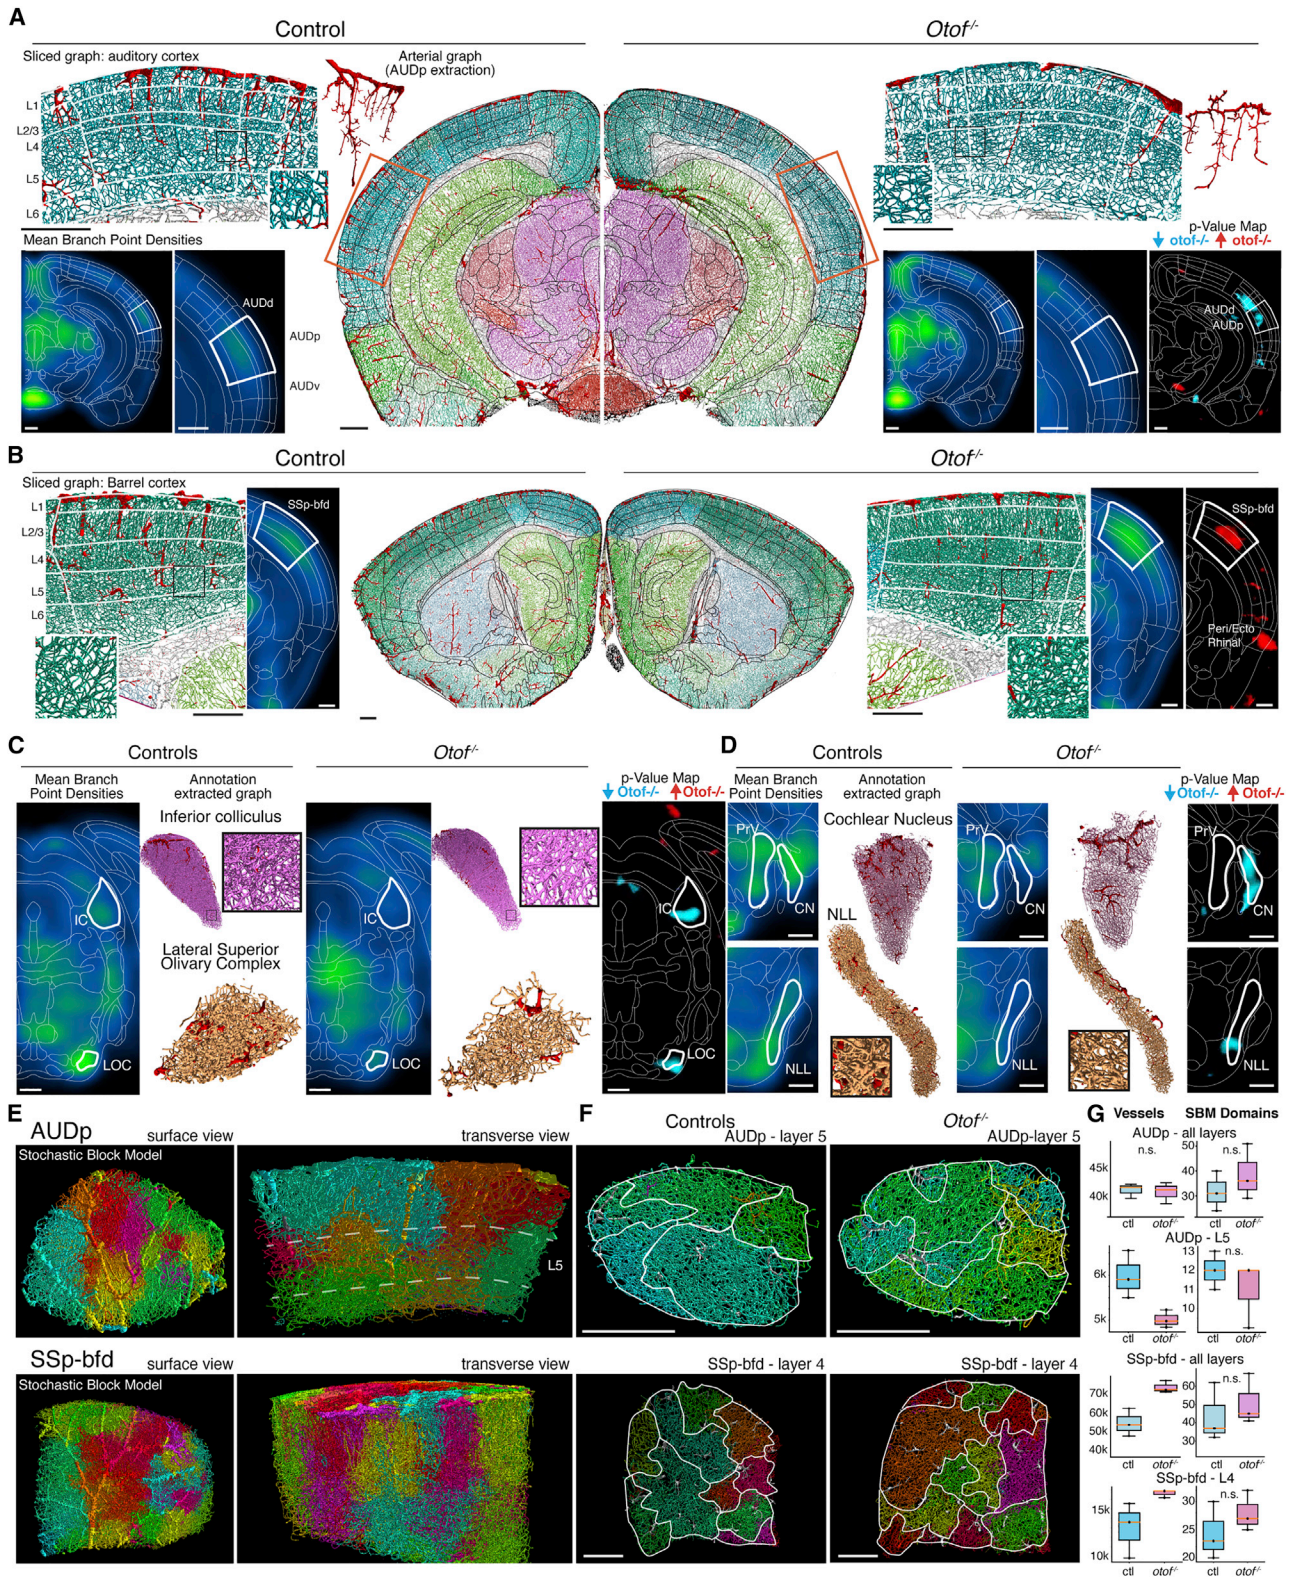 A
Control
Otof-/-
Sliced graph: auditory cortex
Arterial graph
(AUDp extraction)
L1
L2/3
L4
L5
L6
Mean Branch Point Densities
AUDd
AUDp
AUDv
p-Value Map
otof-/- otof-/-
AUDd
AUDp
B
Control
Otof-/-
Sliced graph: Barrel cortex
L1
L2/3
L4
L5
L6
SSp-bfd
SSp-bfd
Peri/Ecto
Rhinal
C
Controls
Otof-/-
Mean Branch
Point Densities
Annotation
extracted graph
p-Value Map
Otof-/- Otof-/-
Inferior colliculus
IC
IC
IC
Lateral Superior
Olivary Complex
LOC
LOC
LOC
D
Controls
Otof-/-
Mean Branch
Point Densities
Annotation
extracted graph
p-Value Map
Otof-/- Otof-/-
Cochlear Nucleus
PrV
CN
PrV
CN
PrV
CN
NLL
NLL
NLL
NLL
E
AUDp
surface view
transverse view
Stochastic Block Model
L5
SSp-bfd
surface view
transverse view
Stochastic Block Model
F
Controls
Otof-/-
AUDp - layer 5
AUDp-layer 5
SSp-bfd - layer 4
SSp-bdf - layer 4
G
Vessels
SBM Domains
AUDp - all layers
n.s.
n.s.
45k
40k
50
40
30
ctl
otof-/-
ctl
otof-/-
AUDp - L5
n.s.
6k
5k
13
12
11
10
ctl
otof-/-
ctl
otof-/-
SSp-bfd - all layers
n.s.
70k
60k
50k
40k
60
50
40
30
ctl
otof-/-
ctl
otof-/-
SSp-bfd - L4
n.s.
15k
10k
30
25
20
ctl
otof-/-
ctl
otof-/-